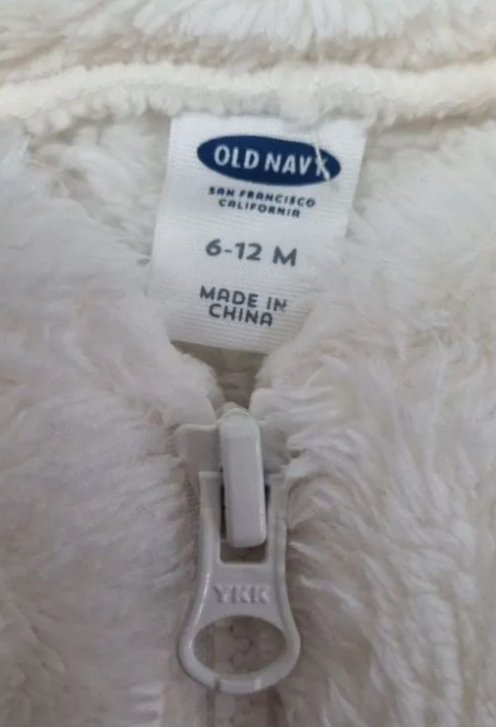 OLD NAVY
SAN FRANCISCO
CALIFORNIA
6-12 M
MADE IN
CHINA
YKK